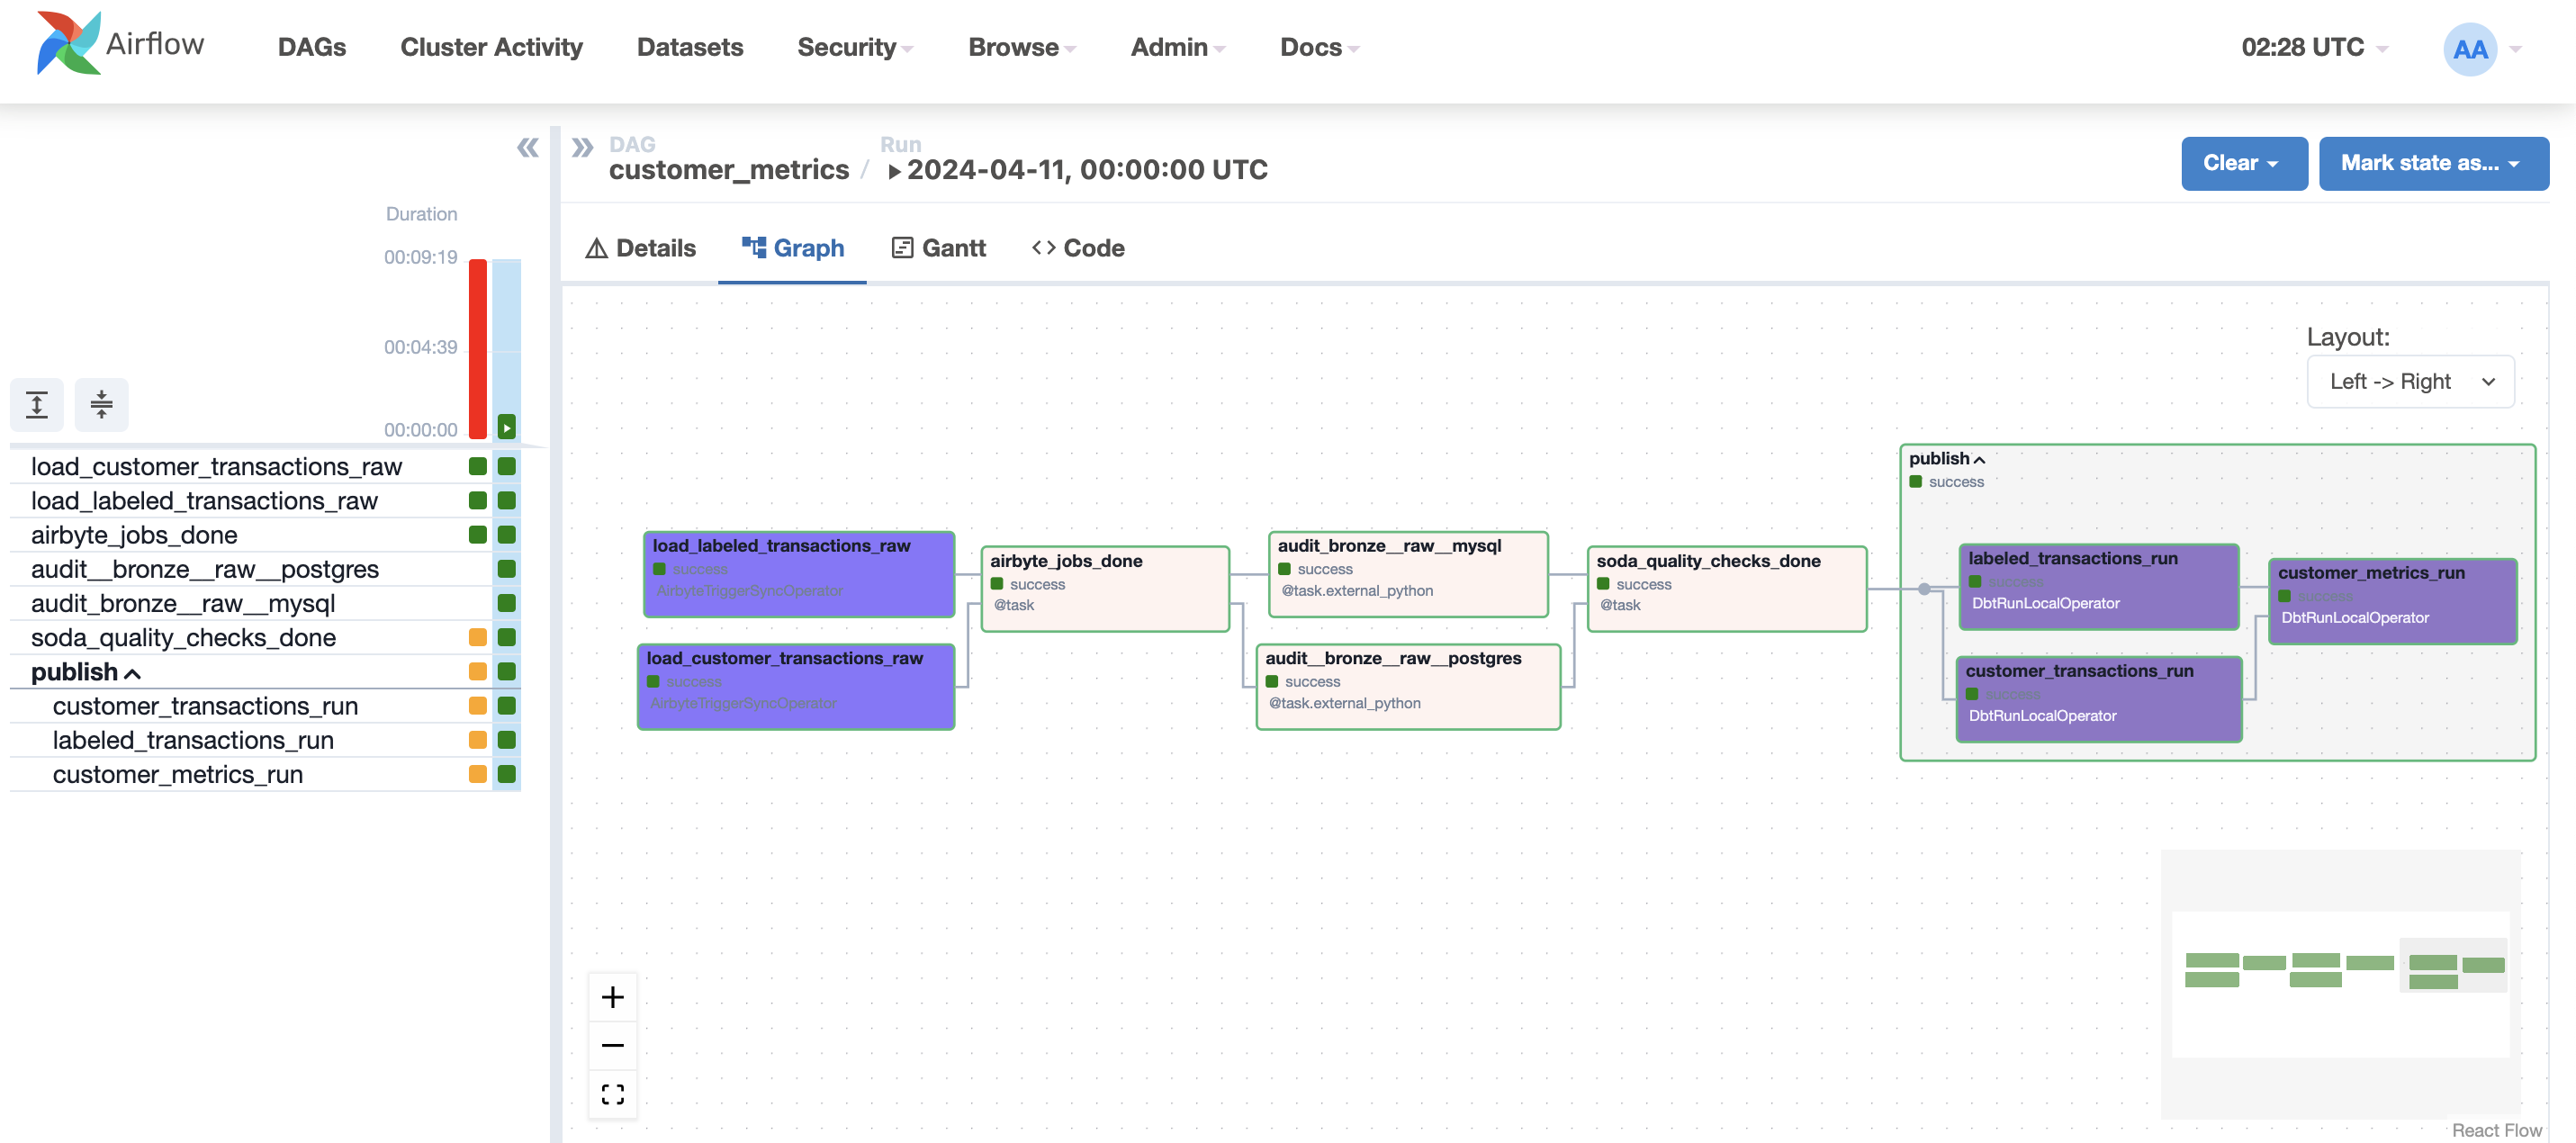 Airflow DAGs Cluster Activity Datasets Security Browse Admin Docs 02:28 UTC AA
DAG Run
customer_metrics / 2024-04-11, 00:00:00 UTC
Clear Mark state as...
Details Graph Gantt Code
Duration
00:09:19
00:04:39
00:00:00
load_customer_transactions_raw
load_labeled_transactions_raw
airbyte_jobs_done
audit__bronze__raw__postgres
audit_bronze__raw__mysql
soda_quality_checks_done
publish
customer_transactions_run
labeled_transactions_run
customer_metrics_run
Layout:
Left -> Right
load_labeled_transactions_raw
success
AirbyteTriggerSyncOperator
load_customer_transactions_raw
success
AirbyteTriggerSyncOperator
airbyte_jobs_done
success
@task
audit_bronze__raw__mysql
success
@task.external_python
audit__bronze__raw__postgres
success
@task.external_python
soda_quality_checks_done
success
@task
publish
success
labeled_transactions_run
success
DbtRunLocalOperator
customer_transactions_run
success
DbtRunLocalOperator
customer_metrics_run
success
DbtRunLocalOperator
React Flow